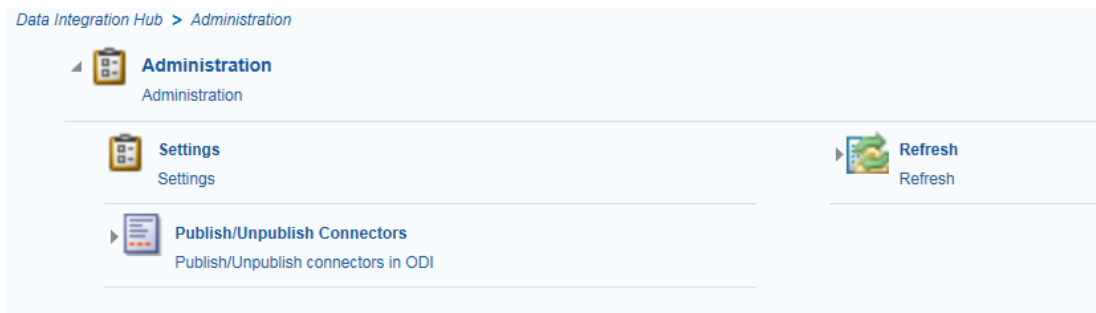 Data Integration Hub > Administration
Administration
Administration
Settings
Settings
Refresh
Refresh
Publish/Unpublish Connectors
Publish/Unpublish connectors in ODI